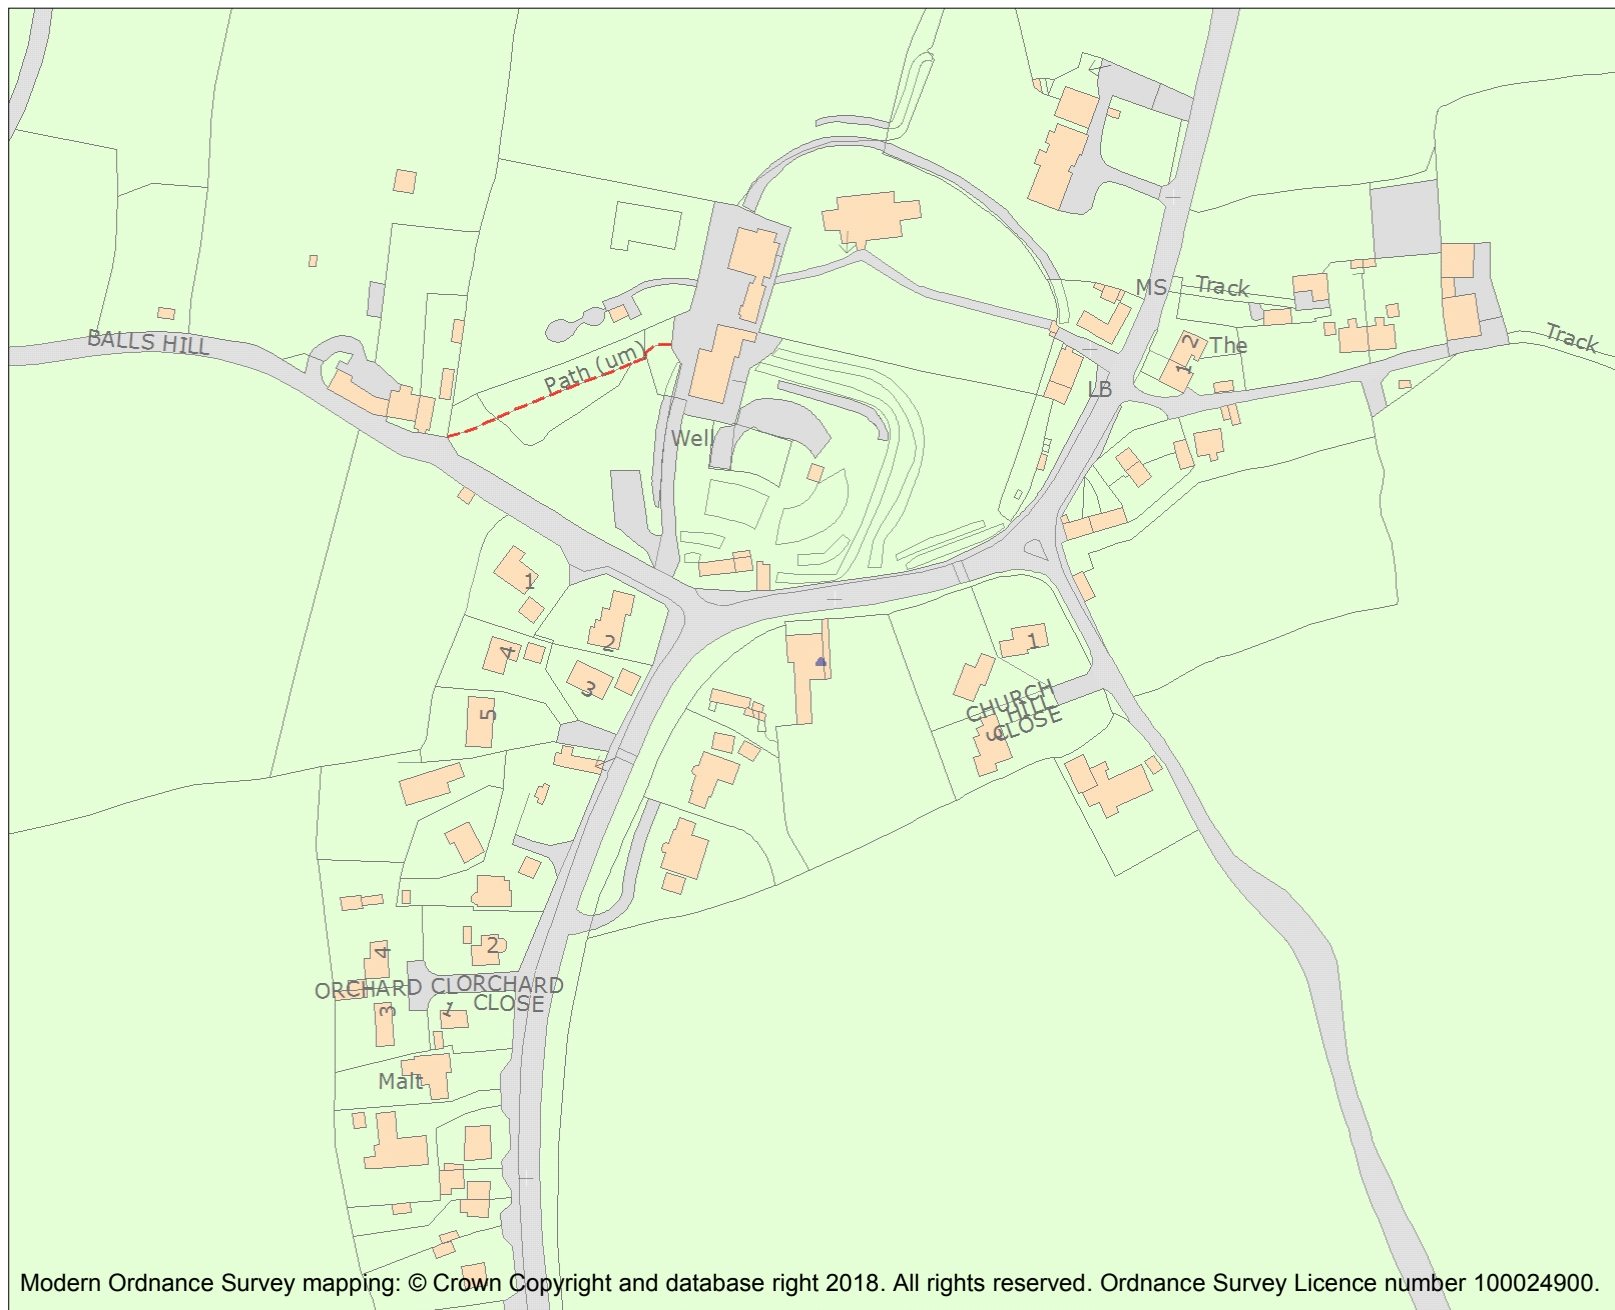 MS
Track
BALLS HILL
2
1
The
Track
Path (um)
LB
Well
1
2
4
3
1
5
CHURCH
HILL
CLOSE
3
4
2
ORCHARD CL
ORCHARD
CLOSE
3
1
Malt
Modern Ordnance Survey mapping: © Crown Copyright and database right 2018. All rights reserved. Ordnance Survey Licence number 100024900.